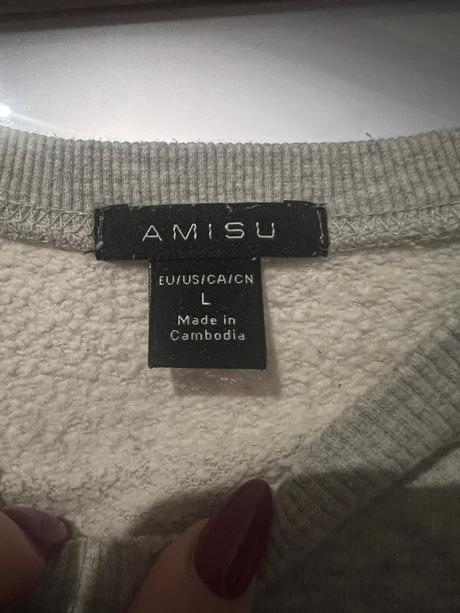 AMISU
EU/US/CA/CN
L
Made in
Cambodia